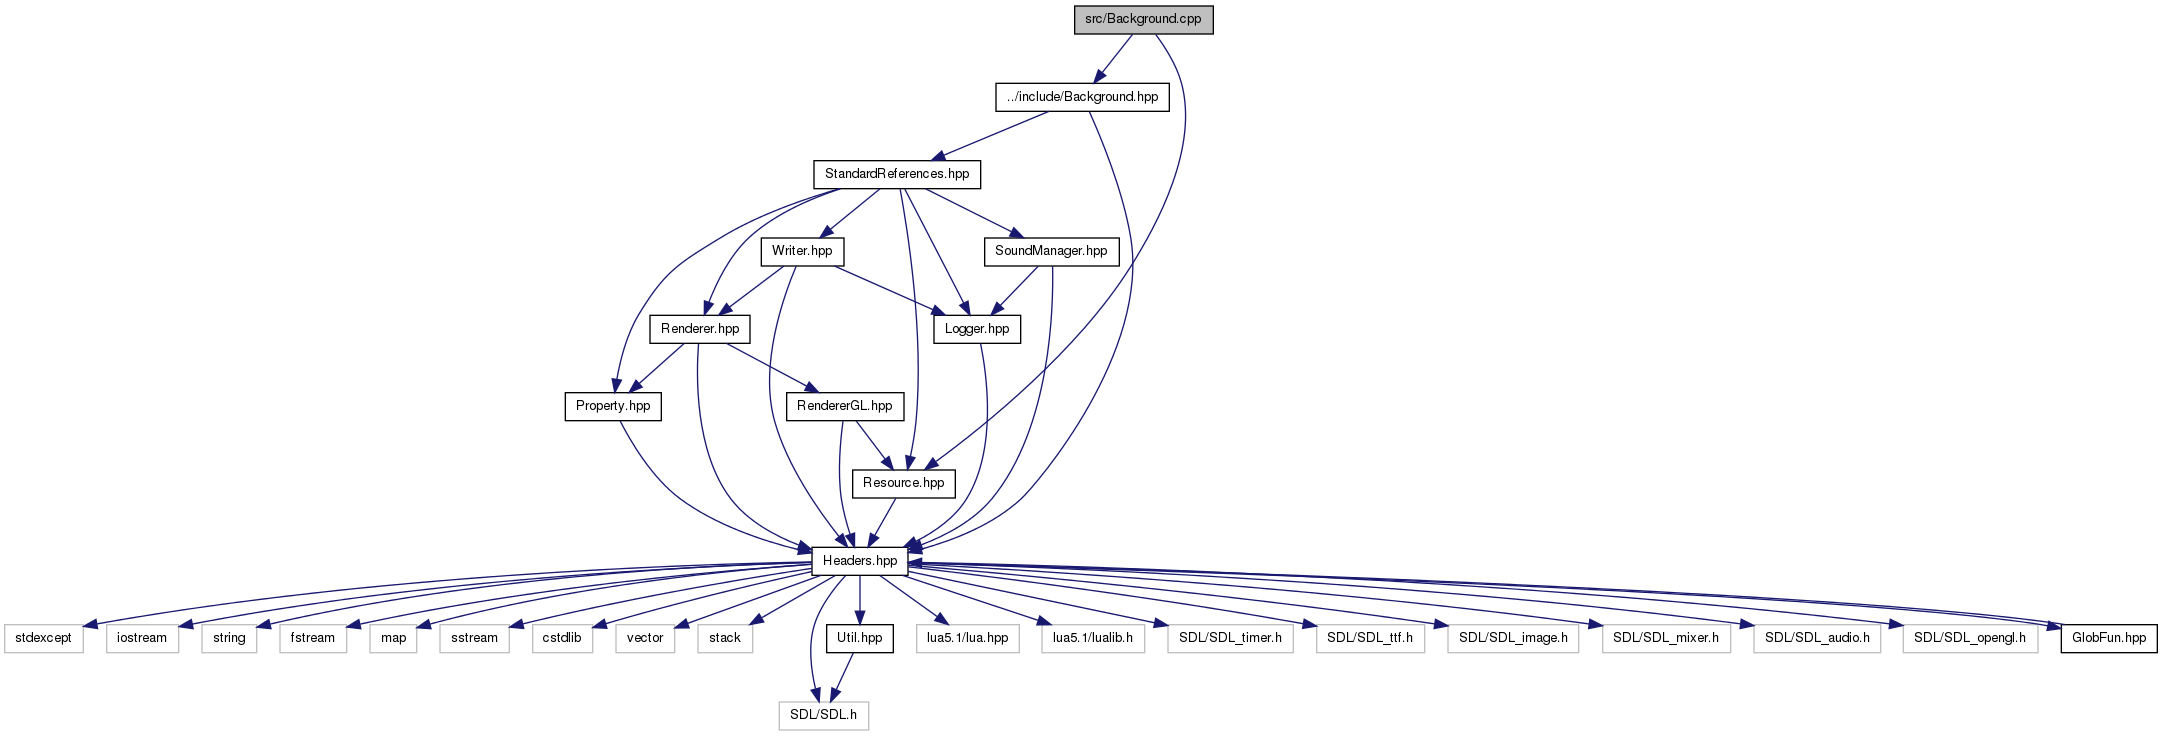 src/Background.cpp
../include/Background.hpp
StandardReferences.hpp
Writer.hpp
SoundManager.hpp
Renderer.hpp
Logger.hpp
Property.hpp
RendererGL.hpp
Resource.hpp
Headers.hpp
stdexcept
iostream
string
fstream
map
sstream
cstdlib
vector
stack
Util.hpp
lua5.1/lua.hpp
lua5.1/lualib.h
SDL/SDL_timer.h
SDL/SDL_ttf.h
SDL/SDL_image.h
SDL/SDL_mixer.h
SDL/SDL_audio.h
SDL/SDL_opengl.h
GlobFun.hpp
SDL/SDL.h